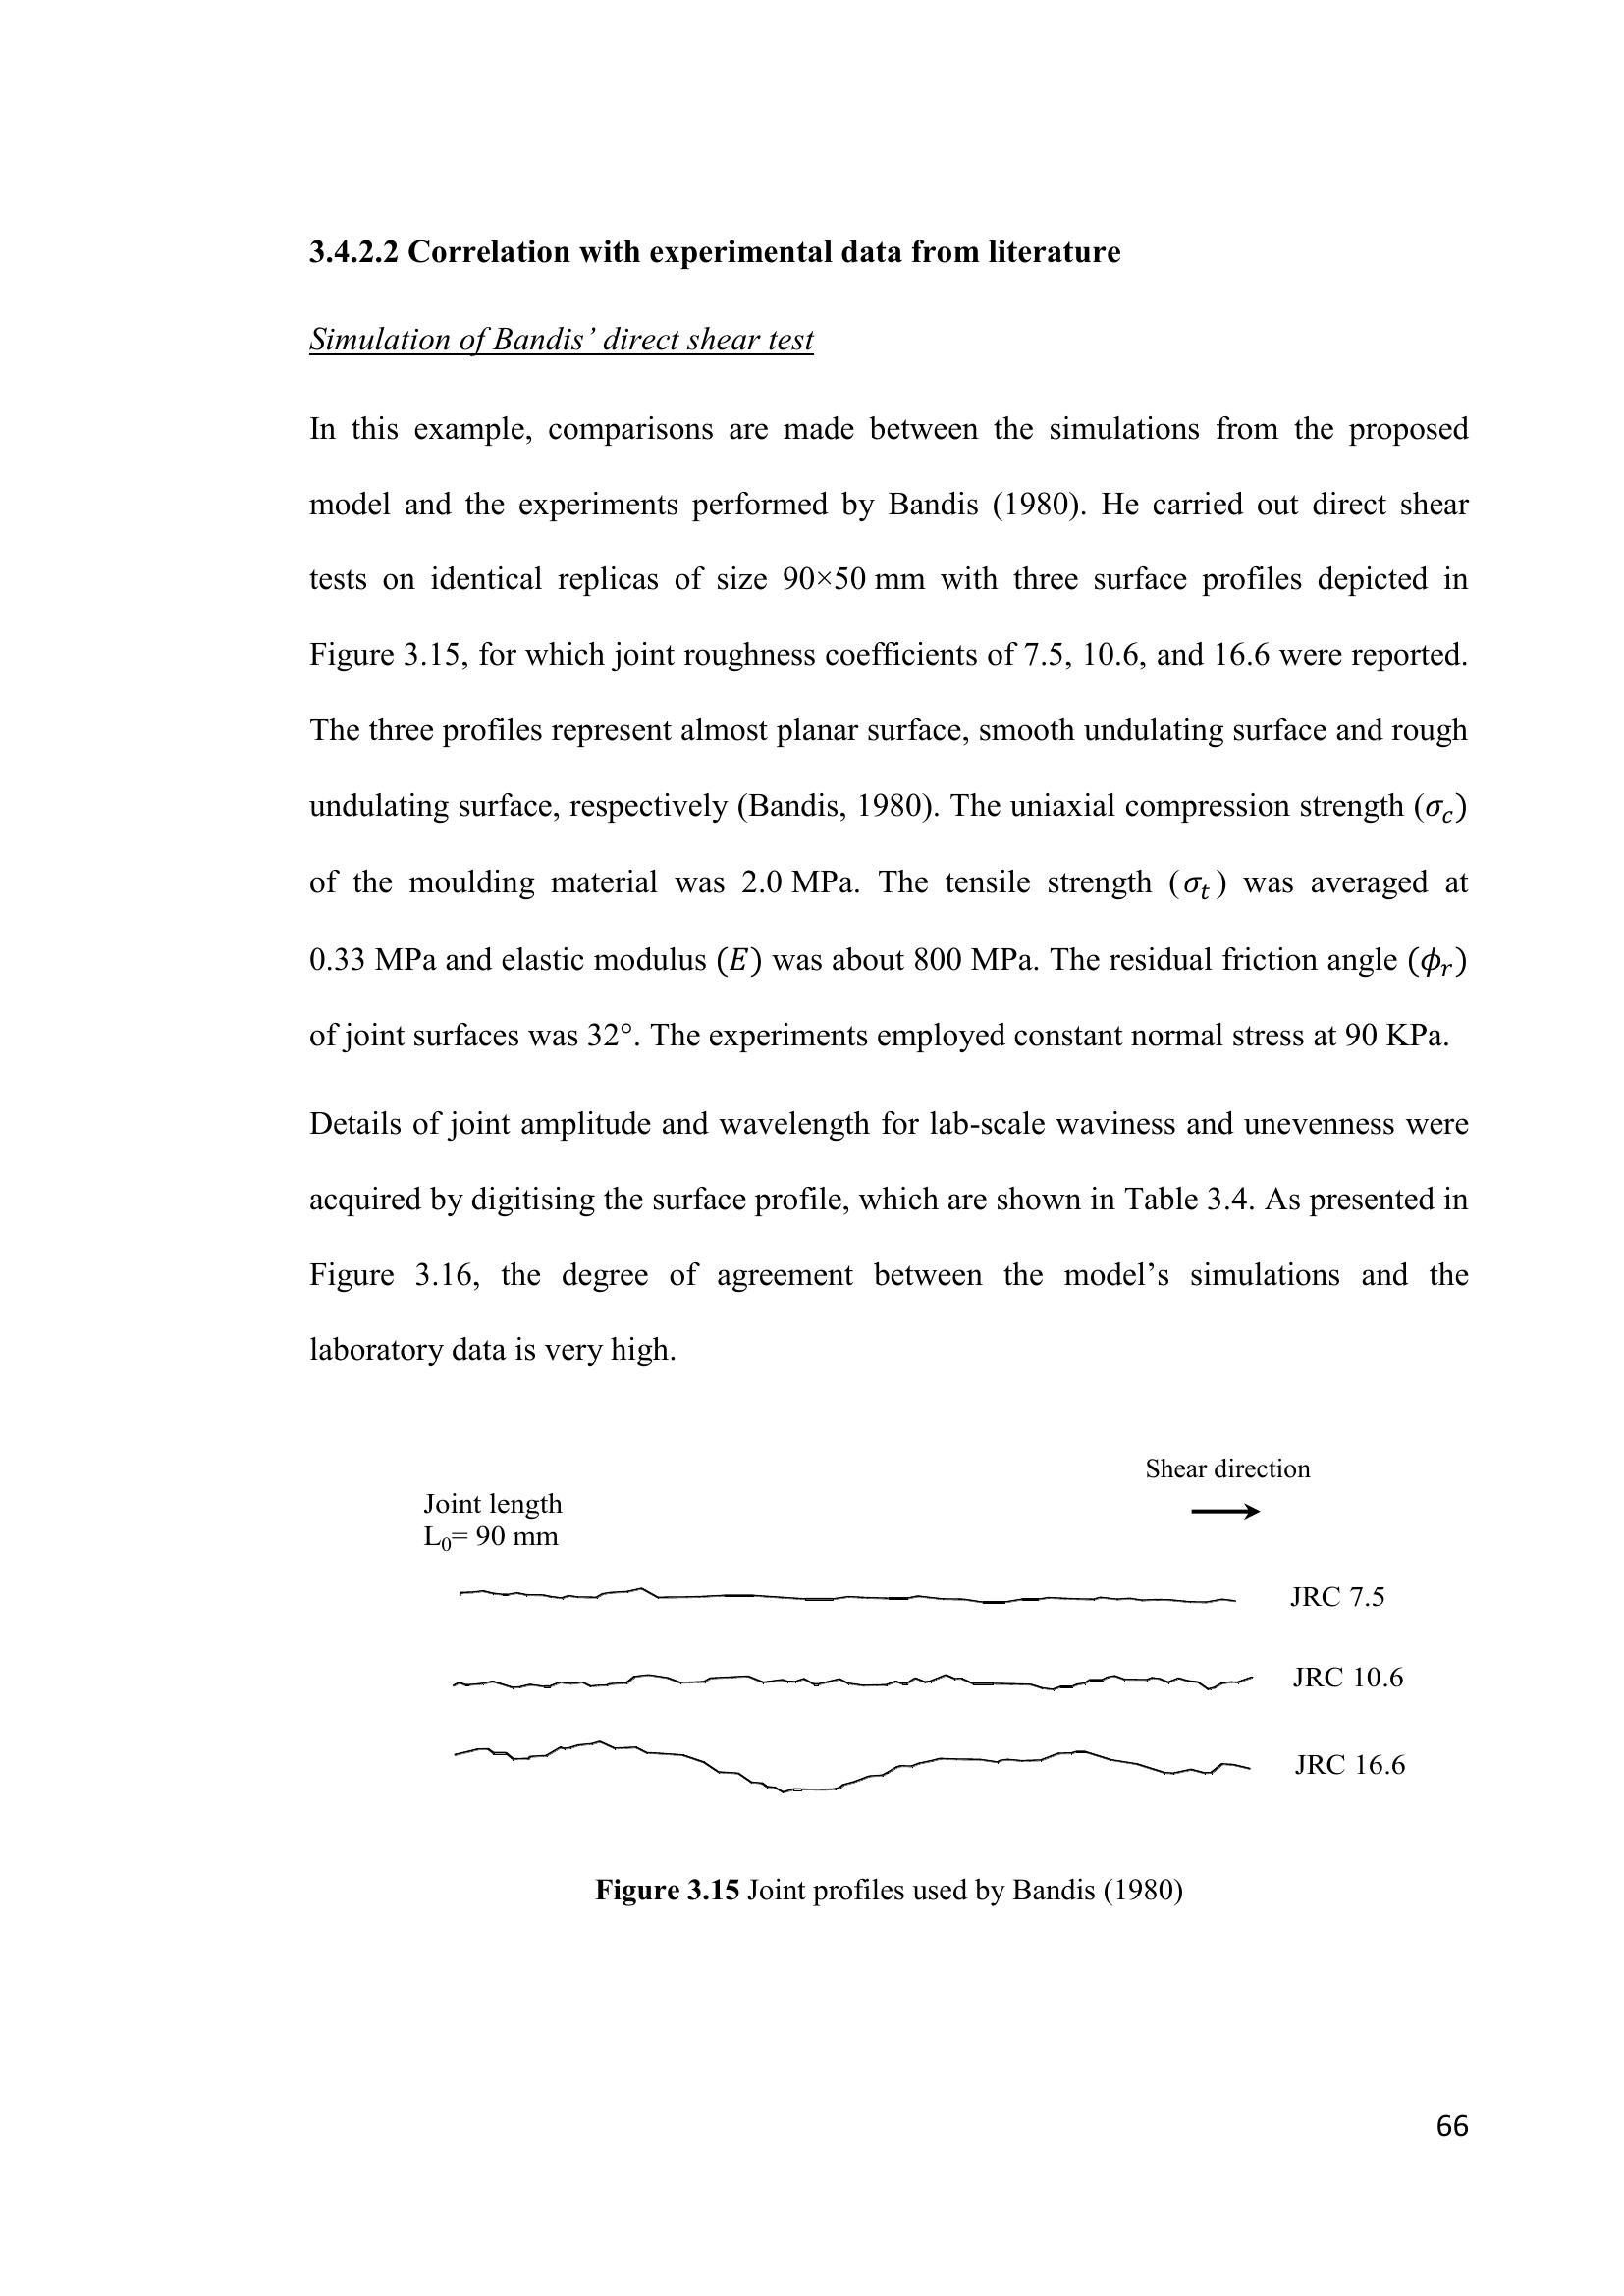 3.4.2.2 Correlation with experimental data from literature
Simulation of Bandis’ direct shear test
In this example, comparisons are made between the simulations from the proposed
model and the experiments performed by Bandis (1980). He carried out direct shear
tests on identical replicas of size 90×50 mm with three surface profiles depicted in
Figure 3.15, for which joint roughness coefficients of 7.5, 10.6, and 16.6 were reported.
The three profiles represent almost planar surface, smooth undulating surface and rough
undulating surface, respectively (Bandis, 1980). The uniaxial compression strength (σc)
of the moulding material was 2.0 MPa. The tensile strength (σt) was averaged at
0.33 MPa and elastic modulus (E) was about 800 MPa. The residual friction angle (ϕr)
of joint surfaces was 32°. The experiments employed constant normal stress at 90 KPa.
Details of joint amplitude and wavelength for lab-scale waviness and unevenness were
acquired by digitising the surface profile, which are shown in Table 3.4. As presented in
Figure 3.16, the degree of agreement between the model’s simulations and the
laboratory data is very high.
Shear direction
Joint length
L0= 90 mm
JRC 7.5
JRC 10.6
JRC 16.6
Figure 3.15 Joint profiles used by Bandis (1980)
66